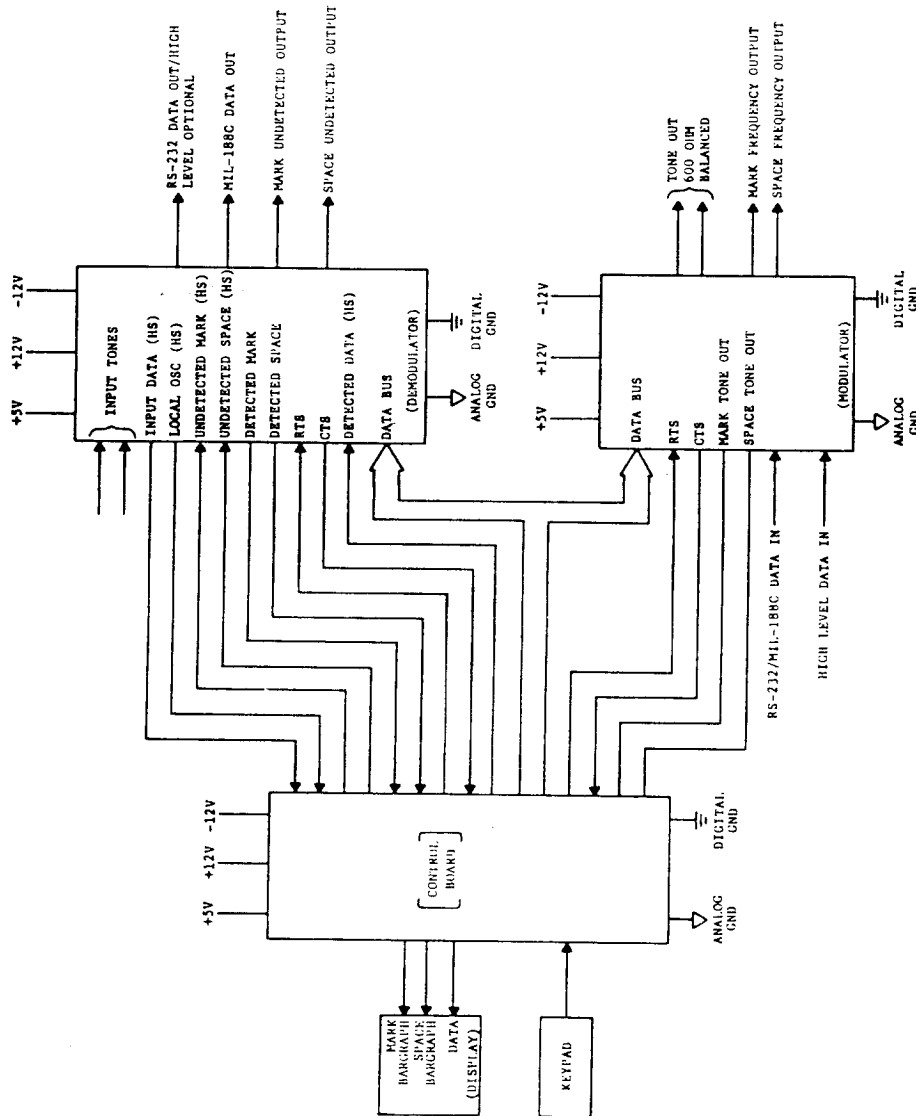 +5V
+12V
-12V
INPUT TONES
INPUT DATA (HS)
LOCAL OSC (HS)
UNDETECTED MARK (HS)
UNDETECTED SPACE (HS)
DETECTED MARK
DETECTED SPACE
RTS
CTS
DETECTED DATA (HS)
DATA BUS
(DEMODULATOR)
RS-232 DATA OUT/HIGH
LEVEL OPTIONAL
MIL-188C DATA OUT
MARK UNDETECTED OUTPUT
SPACE UNDETECTED OUTPUT
ANALOG
GND
DIGITAL
GND
+5V
+12V
-12V
DATA BUS
RTS
CTS
MARK TONE OUT
SPACE TONE OUT
(MODULATOR)
RS-232/MIL-188C DATA IN
HIGH LEVEL DATA IN
TONE OUT
600 OHM
BALANCED
MARK FREQUENCY OUTPUT
SPACE FREQUENCY OUTPUT
ANALOG
GND
DIGITAL
GND
+5V
+12V
-12V
CONTROL
BOARD
ANALOG
GND
DIGITAL
GND
MARK
BARGRAPH
SPACE
BARGRAPH
DATA
(DISPLAY)
KEYPAD